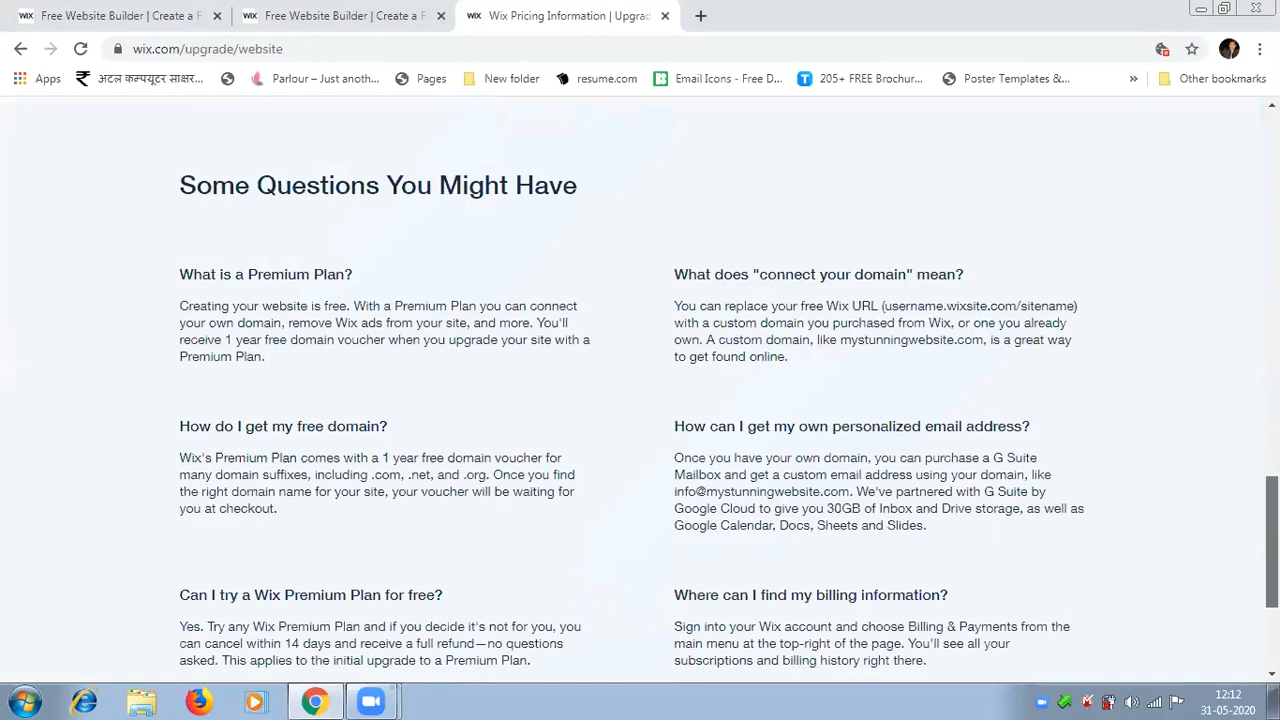 WIX Free Website Builder | Create a F
WIX Free Website Builder | Create a F
WIX Wix Pricing Information | Upgrad
wix.com/upgrade/website
Apps
अटल कम्प्यूटर साक्षर...
Parlour – Just anoth...
Pages
New folder
resume.com
Email Icons - Free D...
205+ FREE Brochur...
Poster Templates &...
»
Other bookmarks
Some Questions You Might Have
What is a Premium Plan?
Creating your website is free. With a Premium Plan you can connect
your own domain, remove Wix ads from your site, and more. You'll
receive 1 year free domain voucher when you upgrade your site with a
Premium Plan.
What does "connect your domain" mean?
You can replace your free Wix URL (username.wixsite.com/sitename)
with a custom domain you purchased from Wix, or one you already
own. A custom domain, like mystunningwebsite.com, is a great way
to get found online.
How do I get my free domain?
Wix's Premium Plan comes with a 1 year free domain voucher for
many domain suffixes, including .com, .net, and .org. Once you find
the right domain name for your site, your voucher will be waiting for
you at checkout.
How can I get my own personalized email address?
Once you have your own domain, you can purchase a G Suite
Mailbox and get a custom email address using your domain, like
info@mystunningwebsite.com. We've partnered with G Suite by
Google Cloud to give you 30GB of Inbox and Drive storage, as well as
Google Calendar, Docs, Sheets and Slides.
Can I try a Wix Premium Plan for free?
Yes. Try any Wix Premium Plan and if you decide it's not for you, you
can cancel within 14 days and receive a full refund—no questions
asked. This applies to the initial upgrade to a Premium Plan.
Where can I find my billing information?
Sign into your Wix account and choose Billing & Payments from the
main menu at the top-right of the page. You'll see all your
subscriptions and billing history right there.
12:12
31-05-2020